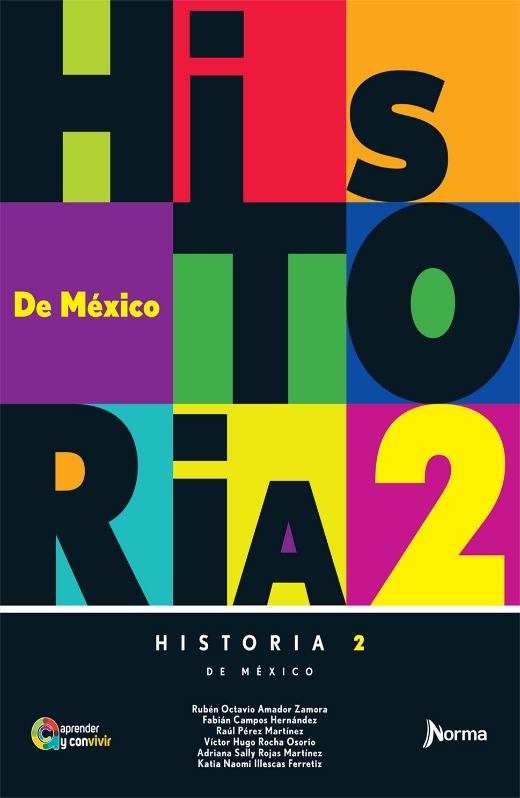 His
De México
TO
RiA2
HISTORIA 2
DE MÉXICO
Rubén Octavio Amador Zamora
Fabián Campos Hernández
Raúl Pérez Martínez
Víctor Hugo Rocha Osorio
Adriana Sally Rojas Martínez
Katia Naomi Illescas Ferretiz
aprender
y convivir
Norma